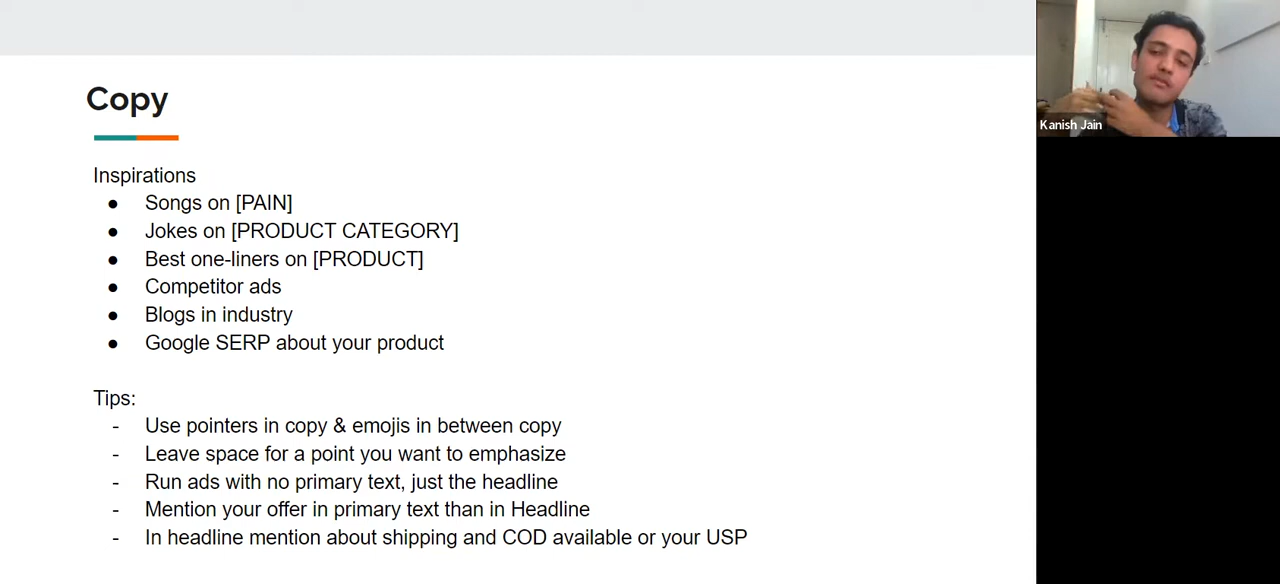 Copy
Inspirations
● Songs on [PAIN]
● Jokes on [PRODUCT CATEGORY]
● Best one-liners on [PRODUCT]
● Competitor ads
● Blogs in industry
● Google SERP about your product
Tips:
- Use pointers in copy & emojis in between copy
- Leave space for a point you want to emphasize
- Run ads with no primary text, just the headline
- Mention your offer in primary text than in Headline
- In headline mention about shipping and COD available or your USP
Kanish Jain